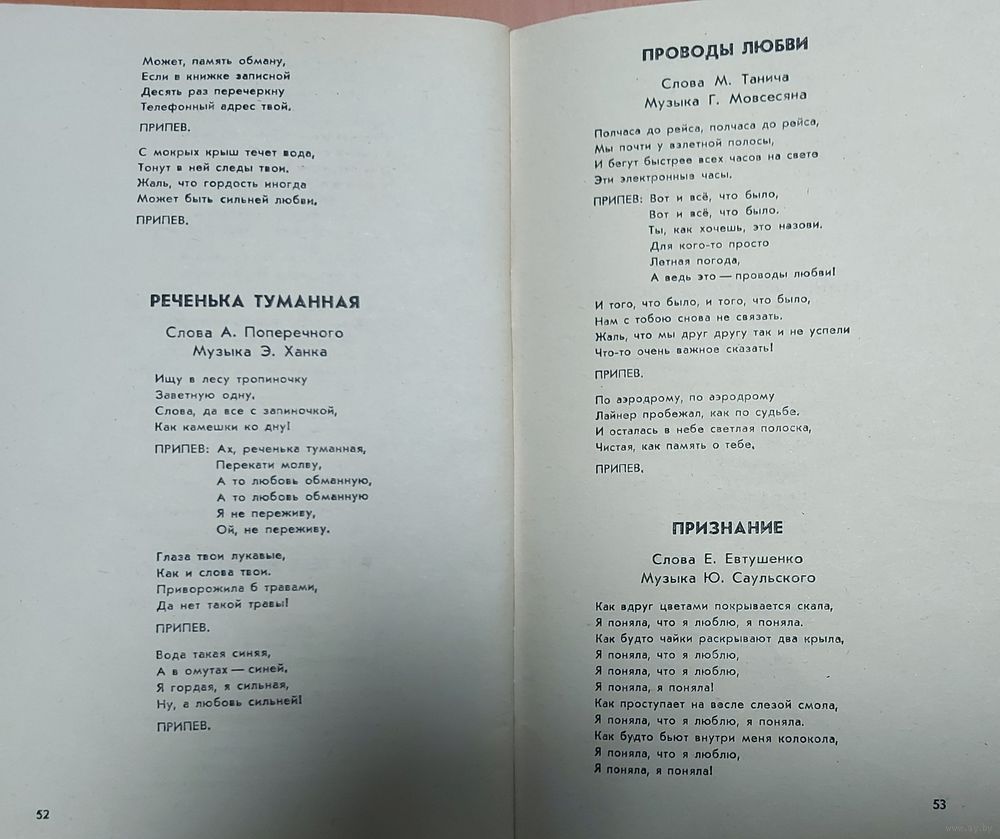 Может, память обману,
Если в книжке записной
Десять раз перечеркну
Телефонный адрес твой.
ПРИПЕВ.
С мокрых крыш течет вода,
Тонут в ней следы твои.
Жаль, что гордость иногда
Может быть сильней любви.
ПРИПЕВ.
РЕЧЕНЬКА ТУМАННАЯ
Слова А. Поперечного
Музыка Э. Ханка
Ищу в лесу тропиночку
Заветную одну.
Слова, да все с запиночкой,
Как камешки ко дну!
ПРИПЕВ: Ах, реченька туманная,
Перекати молву,
А то любовь обманную,
А то любовь обманную
Я не переживу,
Ой, не переживу.
Глаза твои лукавые,
Как и слова твои.
Приворожила б травами,
Да нет такой травы!
ПРИПЕВ.
Вода такая синяя,
А в омутах — синей.
Я гордая, я сильная,
Ну, а любовь сильней!
ПРИПЕВ.
52
ПРОВОДЫ ЛЮБВИ
Слова М. Танича
Музыка Г. Мовсесяна
Полчаса до рейса, полчаса до рейса,
Мы почти у взлетной полосы,
И бегут быстрее всех часов на свете
Эти электронные часы.
ПРИПЕВ: Вот и всё, что было,
Вот и всё, что было.
Ты, как хочешь, это назови.
Для кого-то просто
Летная погода,
А ведь это — проводы любви!
И того, что было, и того, что было,
Нам с тобою снова не связать.
Жаль, что мы друг другу так и не успели
Что-то очень важное сказать!
ПРИПЕВ.
По аэродрому, по аэродрому
Лайнер пробежал, как по судьбе.
И осталась в небе светлая полоска,
Чистая, как память о тебе.
ПРИПЕВ.
ПРИЗНАНИЕ
Слова Е. Евтушенко
Музыка Ю. Саульского
Как вдруг цветами покрывается скала,
Я поняла, что я люблю, я поняла.
Как будто чайки раскрывают два крыла,
Я поняла, что я люблю,
Я поняла, что я люблю,
Я поняла, я поняла!
Как проступает на весле слезой смола,
Я поняла, что я люблю, я поняла.
Как будто бьют внутри меня колокола,
Я поняла, что я люблю,
Я поняла, я поняла!
53
www.ay.by